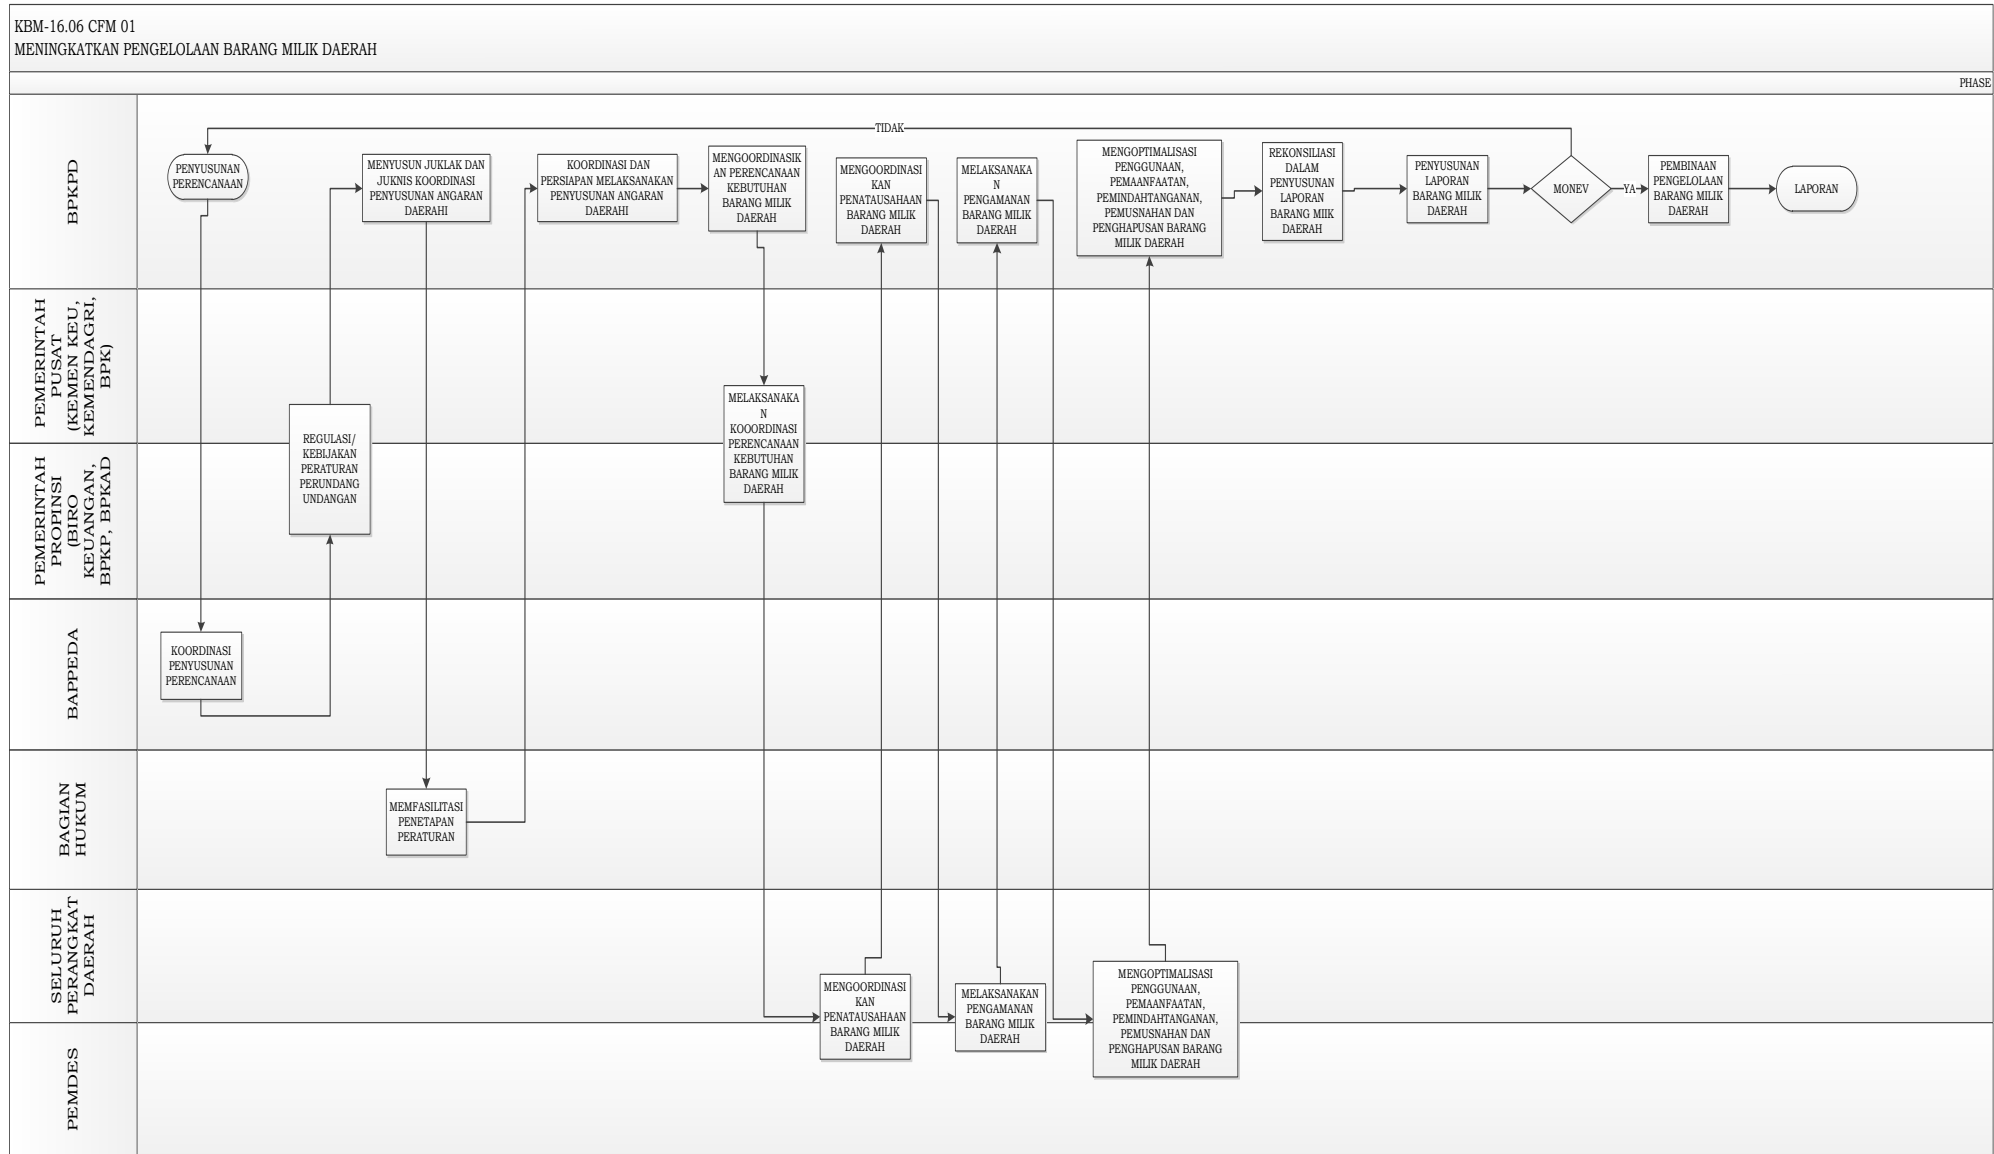 KBM-16.06 CFM 01
MENINGKATKAN PENGELOLAAN BARANG MILIK DAERAH
PHASE
BPKPD
TIDAK
PENYUSUNAN
PERENCANAAN
MENYUSUN JUKLAK DAN
JUKNIS KOORDINASI
PENYUSUNAN ANGARAN
DAERAHI
KOORDINASI DAN
PERSIAPAN MELAKSANAKAN
PENYUSUNAN ANGARAN
DAERAHI
MENGOORDINASIK
AN PERENCANAAN
KEBUTUHAN
BARANG MILIK
DAERAH
MENGOORDINASI
KAN
PENATAUSAHAAN
BARANG MILIK
DAERAH
MELAKSANAKA
N
PENGAMANAN
BARANG MILIK
DAERAH
MENGOPTIMALISASI
PENGGUNAAN,
PEMAANFAATAN,
PEMINDAHTANGANAN,
PEMUSNAHAN DAN
PENGHAPUSAN BARANG
MILIK DAERAH
REKONSILIASI
DALAM
PENYUSUNAN
LAPORAN
BARANG MIIK
DAERAH
PENYUSUNAN
LAPORAN
BARANG MILIK
DAERAH
MONEV
YA
PEMBINAAN
PENGELOLAAN
BARANG MILIK
DAERAH
LAPORAN
PEMERINTAH
PUSAT
(KEMEN KEU,
KEMENDAGRI,
BPK)
REGULASI/
KEBIJAKAN
PERATURAN
PERUNDANG
UNDANGAN
MELAKSANAKA
N
KOOORDINASI
PERENCANAAN
KEBUTUHAN
BARANG MILIK
DAERAH
PEMERINTAH
PROPINSI
(BIRO
KEUANGAN,
BPKP, BPKAD
BAPPEDA
KOORDINASI
PENYUSUNAN
PERENCANAAN
BAGIAN
HUKUM
MEMFASILITASI
PENETAPAN
PERATURAN
SELURUH
PERANGKAT
DAERAH
MENGOORDINASI
KAN
PENATAUSAHAAN
BARANG MILIK
DAERAH
MELAKSANAKAN
PENGAMANAN
BARANG MILIK
DAERAH
MENGOPTIMALISASI
PENGGUNAAN,
PEMAANFAATAN,
PEMINDAHTANGANAN,
PEMUSNAHAN DAN
PENGHAPUSAN BARANG
MILIK DAERAH
PEMDES